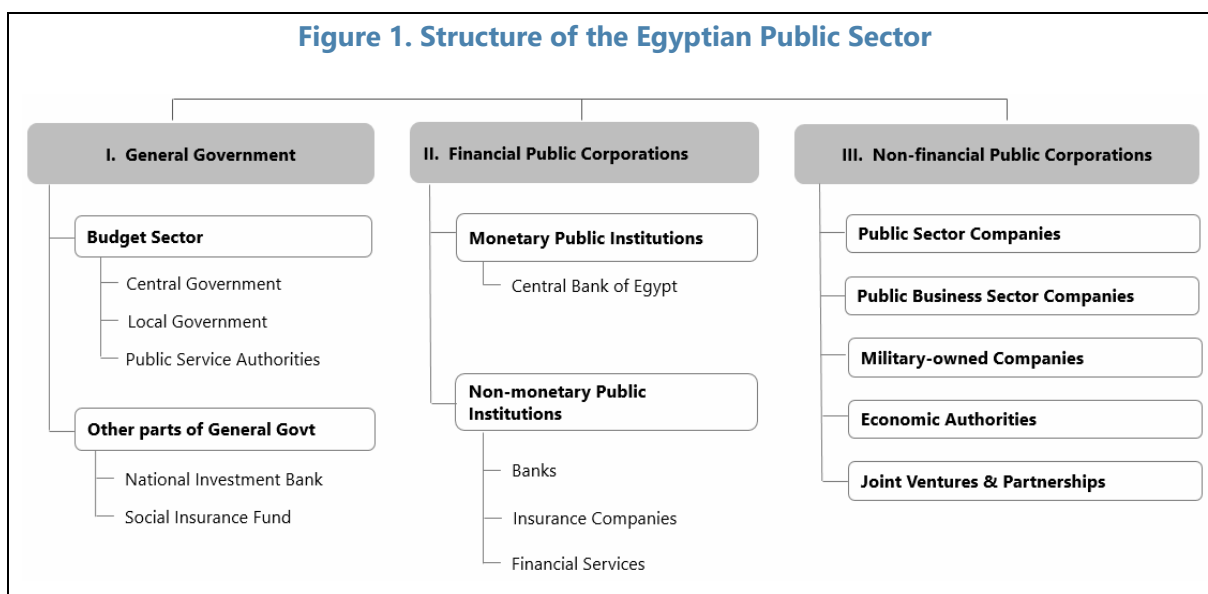 Figure 1. Structure of the Egyptian Public Sector
I. General Government
Budget Sector
Central Government
Local Government
Public Service Authorities
Other parts of General Govt
National Investment Bank
Social Insurance Fund
II. Financial Public Corporations
Monetary Public Institutions
Central Bank of Egypt
Non-monetary Public
Institutions
Banks
Insurance Companies
Financial Services
III. Non-financial Public Corporations
Public Sector Companies
Public Business Sector Companies
Military-owned Companies
Economic Authorities
Joint Ventures & Partnerships